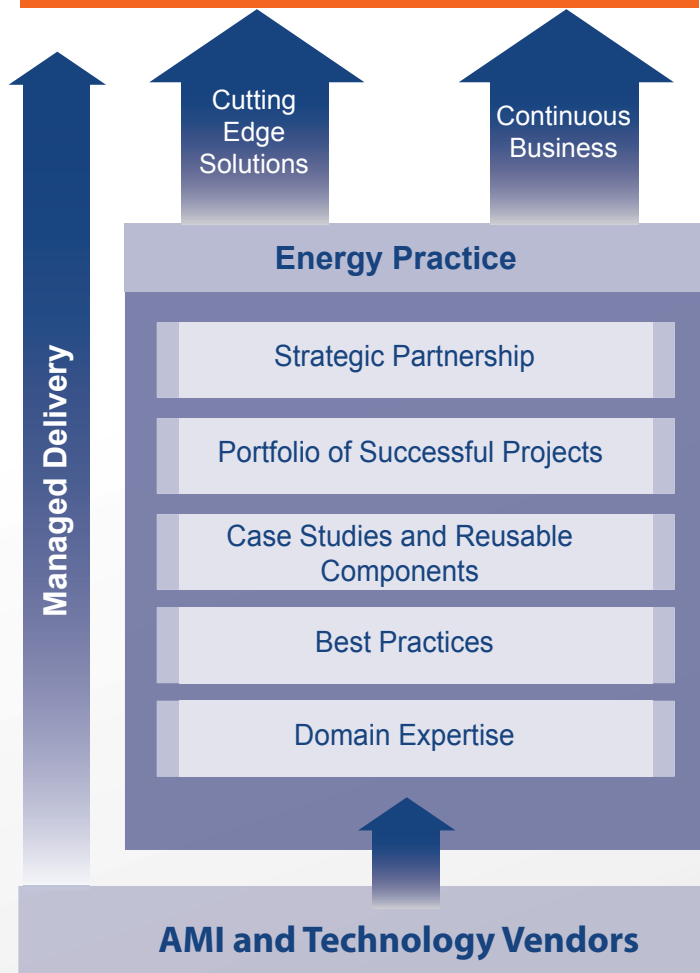 Cutting
Edge
Solutions
Continuous
Business
Energy Practice
Strategic Partnership
Portfolio of Successful Projects
Case Studies and Reusable
Components
Best Practices
Domain Expertise
Managed Delivery
AMI and Technology Vendors